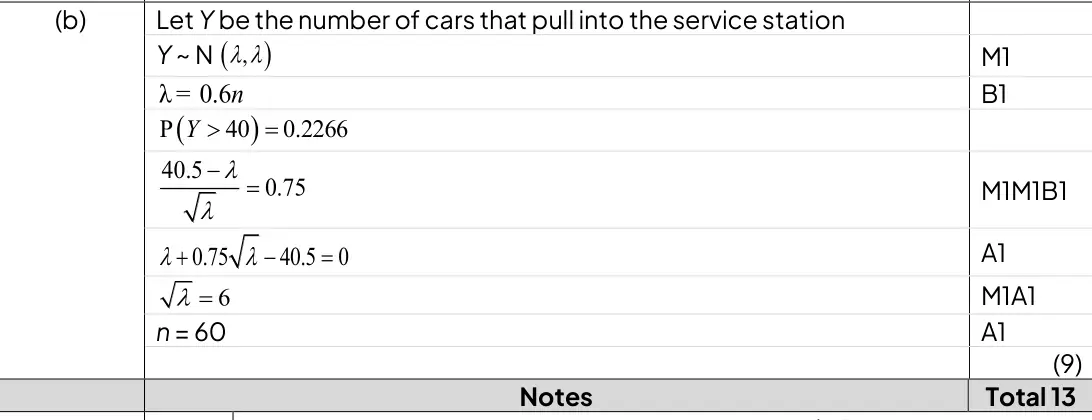 (b) Let Y be the number of cars that pull into the service station
Y ~ N (λ,λ) M1
λ = 0.6n B1
P(Y > 40) = 0.2266
(40.5 − λ)/√λ = 0.75 M1M1B1
λ + 0.75√λ − 40.5 = 0 A1
√λ = 6 M1A1
n = 60 A1
(9)
Notes Total 13